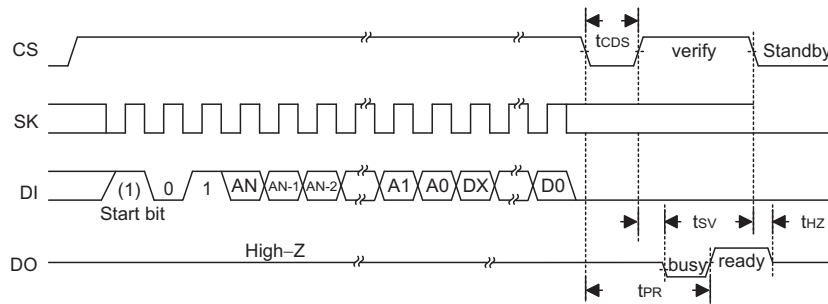 CS tCDS verify Standby
SK
DI (1) 0 1 AN AN-1 AN-2 A1 A0 DX D0
Start bit
tSV tHZ
DO High–Z busy ready
tPR